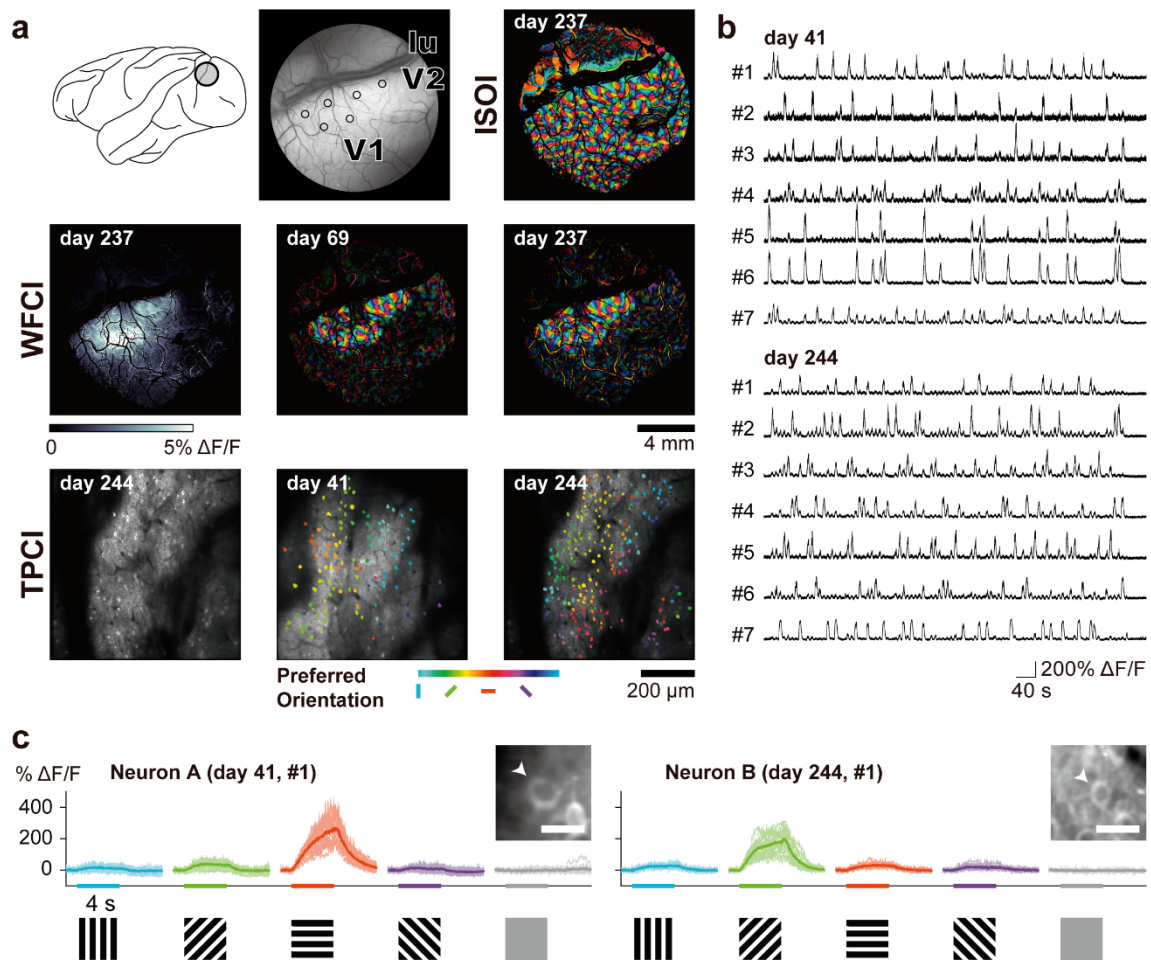 a
lu
V2
V1
ISOI
day 237
WFCI
day 237
day 69
day 237
0
5% ΔF/F
4 mm
TPCI
day 244
day 41
day 244
Preferred
Orientation
200 µm
b
day 41
#1
#2
#3
#4
#5
#6
#7
day 244
#1
#2
#3
#4
#5
#6
#7
200% ΔF/F
40 s
c
% ΔF/F
Neuron A (day 41, #1)
Neuron B (day 244, #1)
400
200
0
4 s